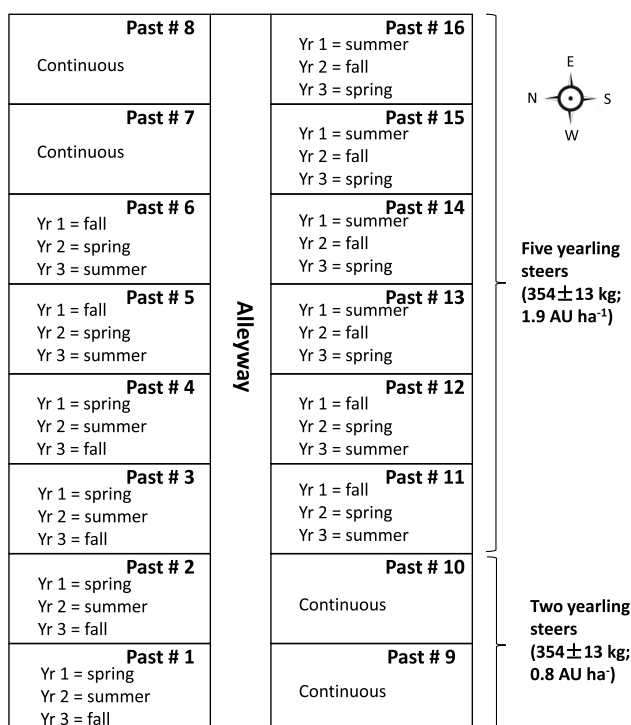 Past # 8
Continuous
Past # 7
Continuous
Past # 6
Yr 1 = fall
Yr 2 = spring
Yr 3 = summer
Past # 5
Yr 1 = fall
Yr 2 = spring
Yr 3 = summer
Past # 4
Yr 1 = spring
Yr 2 = summer
Yr 3 = fall
Past # 3
Yr 1 = spring
Yr 2 = summer
Yr 3 = fall
Past # 2
Yr 1 = spring
Yr 2 = summer
Yr 3 = fall
Past # 1
Yr 1 = spring
Yr 2 = summer
Yr 3 = fall
Alleyway
Past # 16
Yr 1 = summer
Yr 2 = fall
Yr 3 = spring
Past # 15
Yr 1 = summer
Yr 2 = fall
Yr 3 = spring
Past # 14
Yr 1 = summer
Yr 2 = fall
Yr 3 = spring
Past # 13
Yr 1 = summer
Yr 2 = fall
Yr 3 = spring
Past # 12
Yr 1 = fall
Yr 2 = spring
Yr 3 = summer
Past # 11
Yr 1 = fall
Yr 2 = spring
Yr 3 = summer
Past # 10
Continuous
Past # 9
Continuous
E
N S
W
Five yearling
steers
(354±13 kg;
1.9 AU ha⁻¹)
Two yearling
steers
(354±13 kg;
0.8 AU ha⁻)